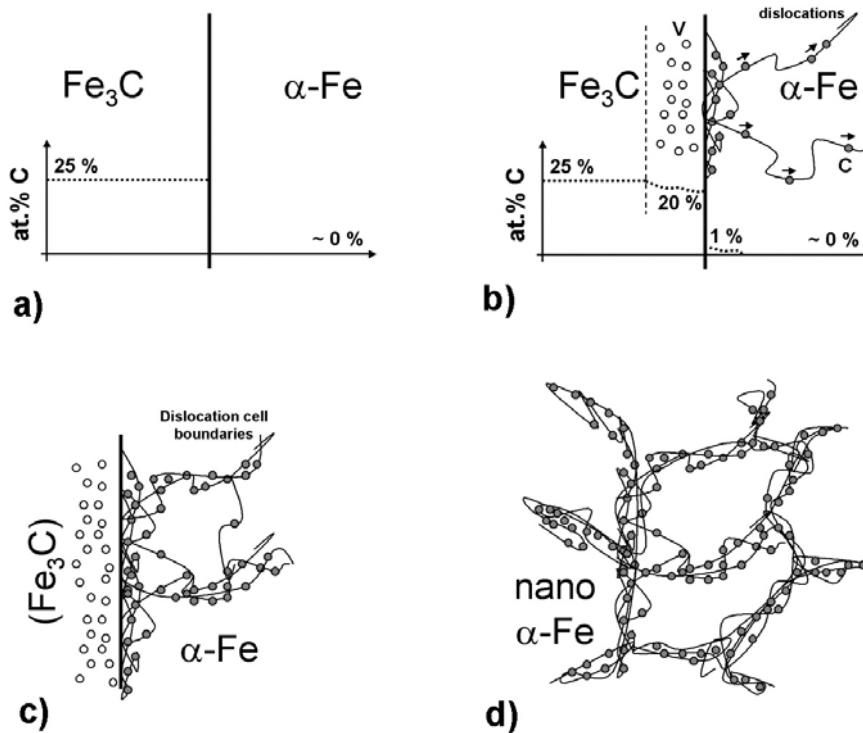 Fe₃C
α-Fe
at.% C
25 %
~ 0 %
a)
dislocations
V
Fe₃C
α-Fe
at.% C
25 %
20 %
1 %
~ 0 %
C
b)
Dislocation cell
boundaries
(Fe₃C)
α-Fe
c)
nano
α-Fe
d)